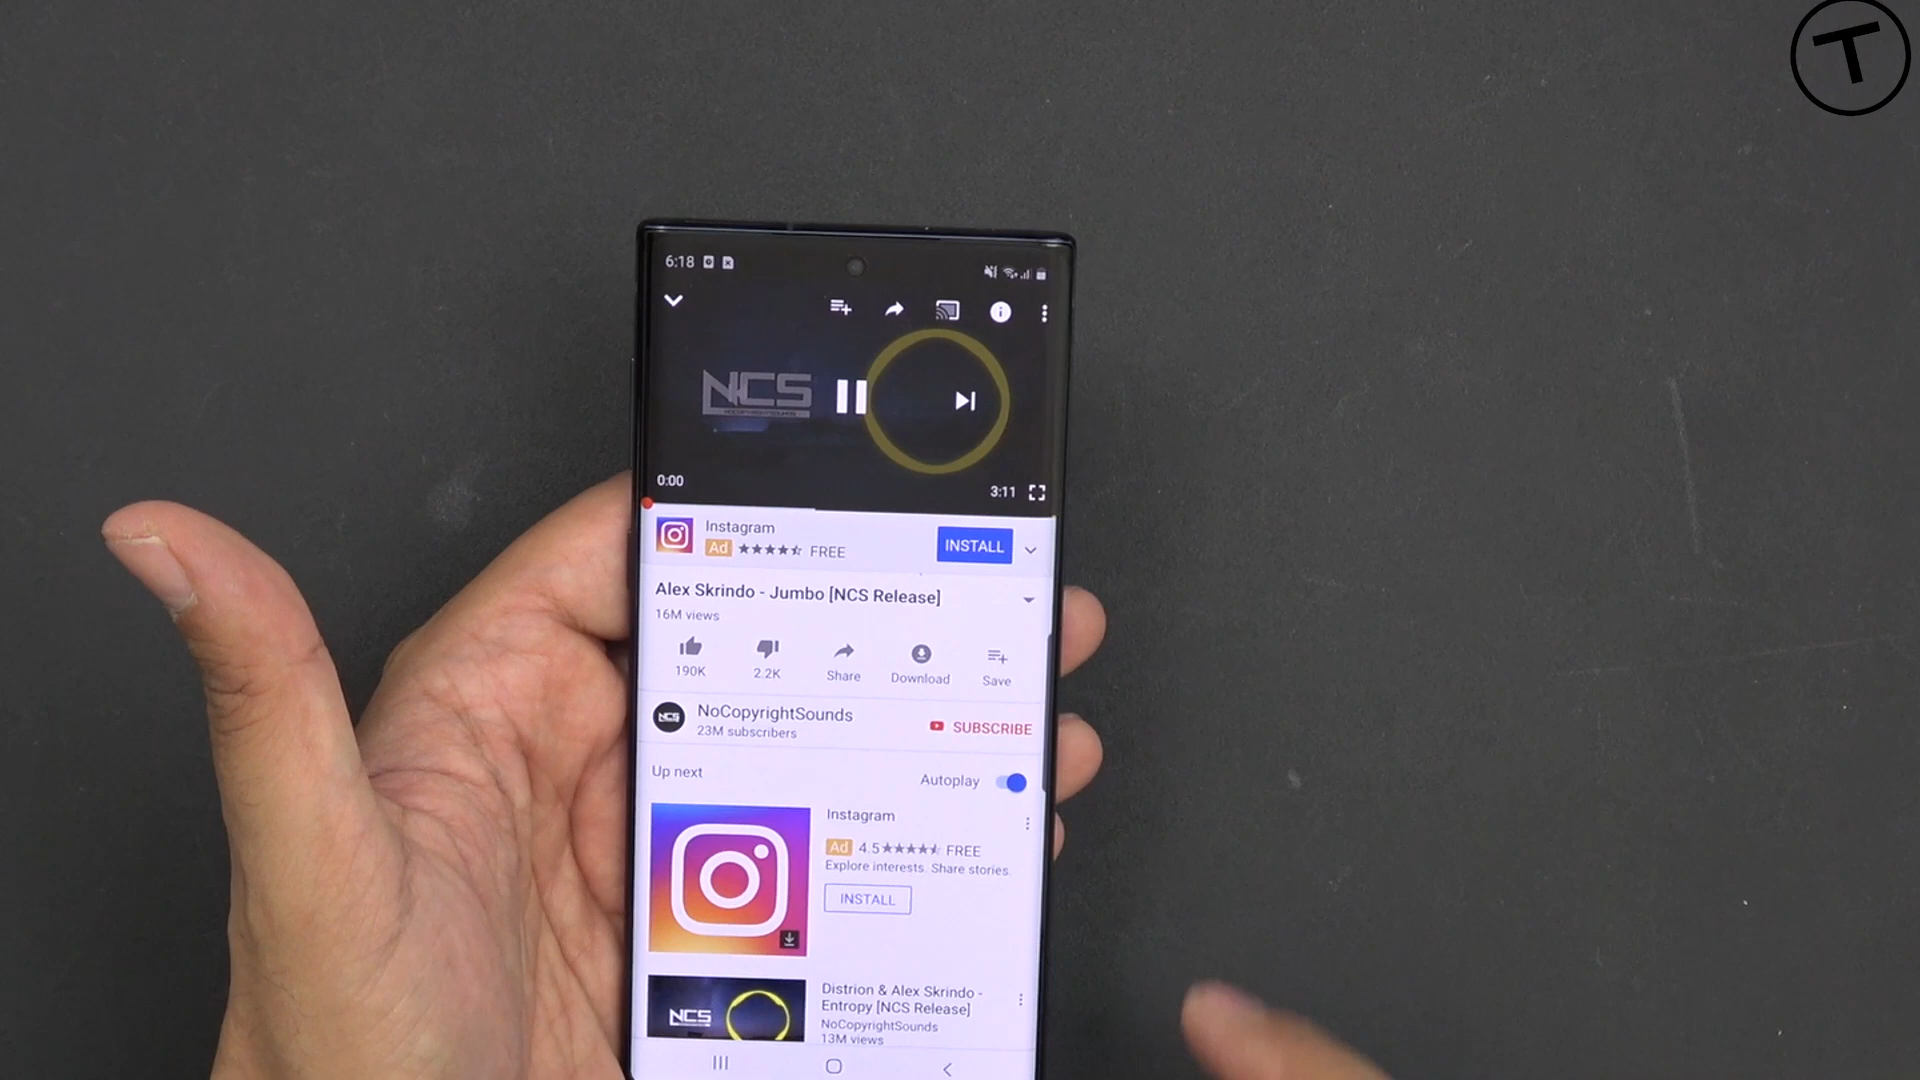 T
6:18
NCS
NOCOPYRIGHTSOUNDS
0:00
3:11
Instagram
Ad FREE
INSTALL
Alex Skrindo - Jumbo [NCS Release]
16M views
190K
2.2K
Share
Download
Save
NCS
NoCopyrightSounds
23M subscribers
SUBSCRIBE
Up next
Autoplay
Instagram
Ad 4.5 FREE
Explore interests. Share stories.
INSTALL
NCS
Distrion & Alex Skrindo -
Entropy [NCS Release]
NoCopyrightSounds
13M views